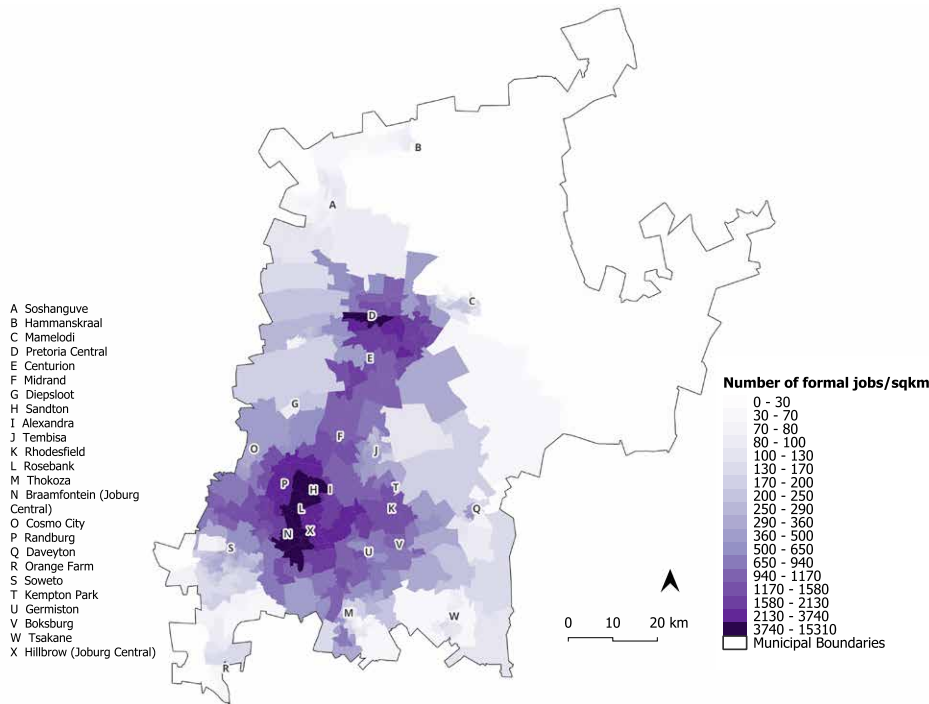 B
A
C
D
E
G
F
O
J
P
H
I
T
L
K
Q
N
X
S
U
V
M
W
R
A Soshanguve
B Hammanskraal
C Mamelodi
D Pretoria Central
E Centurion
F Midrand
G Diepsloot
H Sandton
I Alexandra
J Tembisa
K Rhodesfield
L Rosebank
M Thokoza
N Braamfontein (Joburg
Central)
O Cosmo City
P Randburg
Q Daveyton
R Orange Farm
S Soweto
T Kempton Park
U Germiston
V Boksburg
W Tsakane
X Hillbrow (Joburg Central)
0 10 20 km
Number of formal jobs/sqkm
0 - 30
30 - 70
70 - 80
80 - 100
100 - 130
130 - 170
170 - 200
200 - 250
250 - 290
290 - 360
360 - 500
500 - 650
650 - 940
940 - 1170
1170 - 1580
1580 - 2130
2130 - 3740
3740 - 15310
Municipal Boundaries